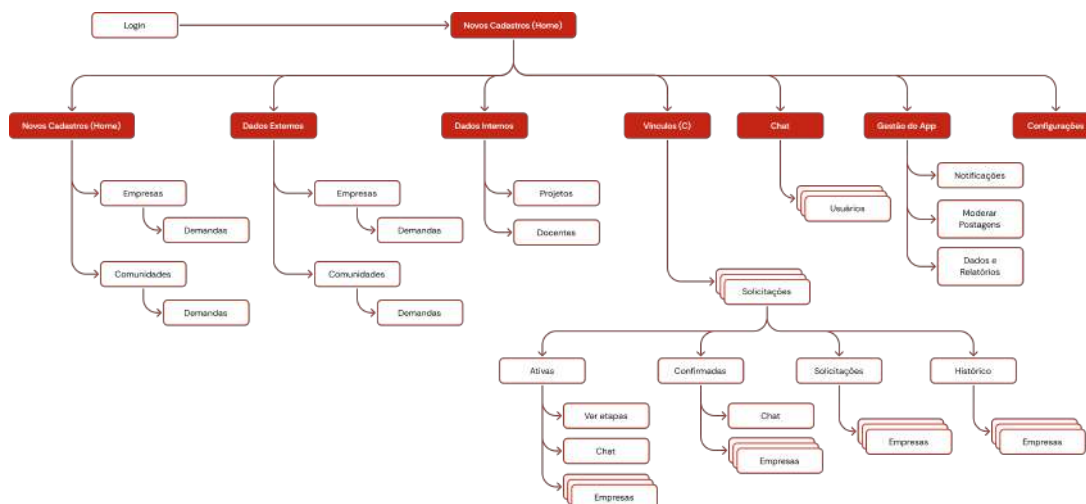 Login
Novos Cadastros (Home)
Novos Cadastros (Home)
Dados Externos
Dados Internos
Vínculos (C)
Chat
Gestão do App
Configurações
Empresas
Demandas
Comunidades
Demandas
Empresas
Demandas
Comunidades
Demandas
Projetos
Docentes
Usuários
Notificações
Moderar
Postagens
Dados e
Relatórios
Solicitações
Ativas
Confirmadas
Solicitações
Histórico
Ver etapas
Chat
Empresas
Chat
Empresas
Empresas
Empresas